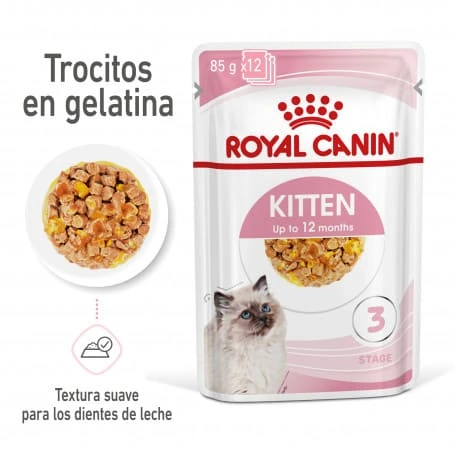 Trocitos
en gelatina
Textura suave
para los dientes de leche
85 g x12
ROYAL CANIN
KITTEN
Up to 12 months
3
STAGE